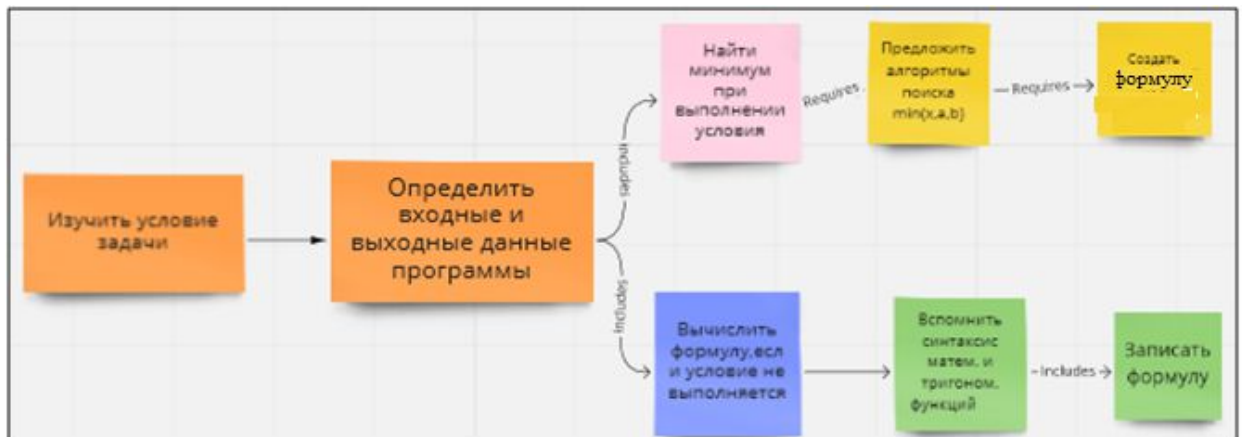 Изучить условие
задачи
Определить
входные и
выходные данные
программы
includes
Найти
минимум
при
выполнении
условия
Requires
Предложить
алгоритмы
поиска
min(x,a,b)
Requires
Создать
формулу
includes
Вычислить
формулу,есл
и условие не
выполняется
Вспомнить
синтаксис
матем. и
тригоном.
функций
includes
Записать
формулу